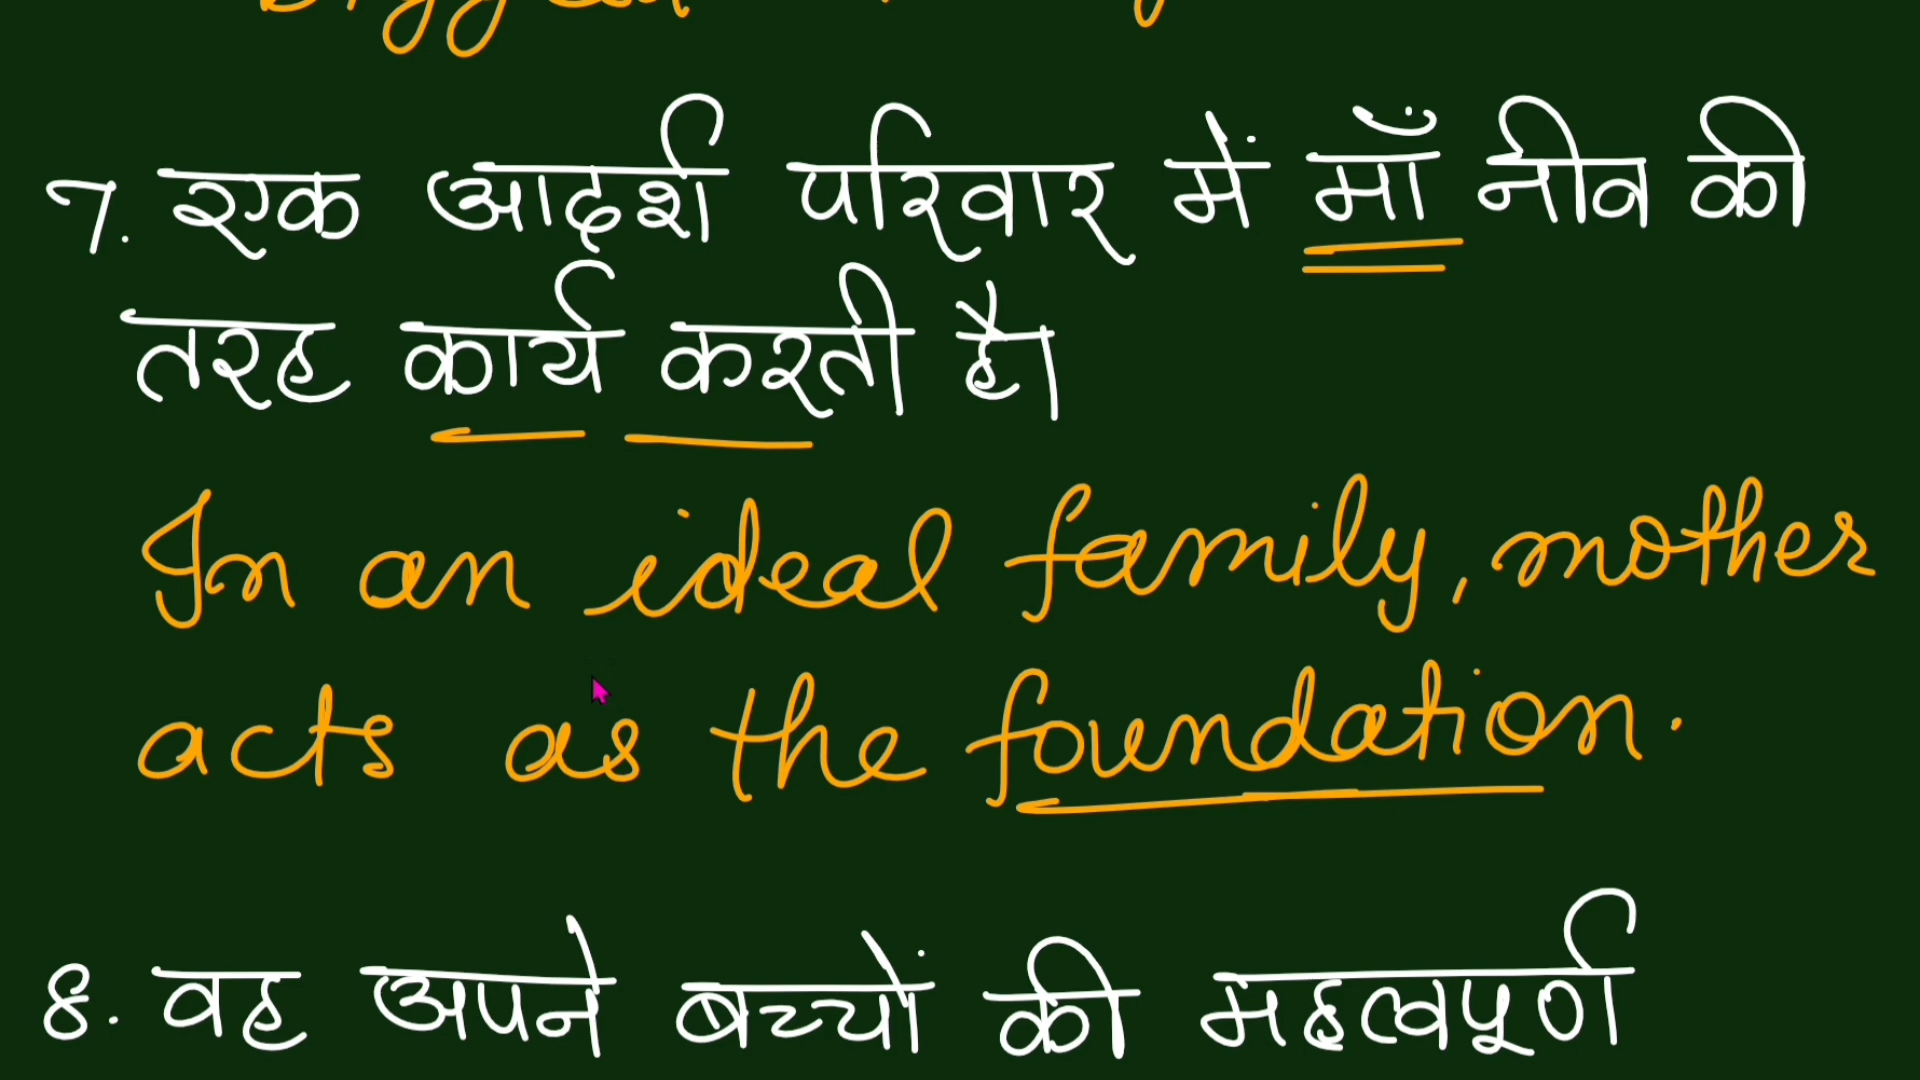 7. एक आदर्श परिवार में माँ नीव की
तरह कार्य करती है।
In an ideal family, mother
acts as the foundation.
8. वह अपने बच्चों की महत्वपूर्ण